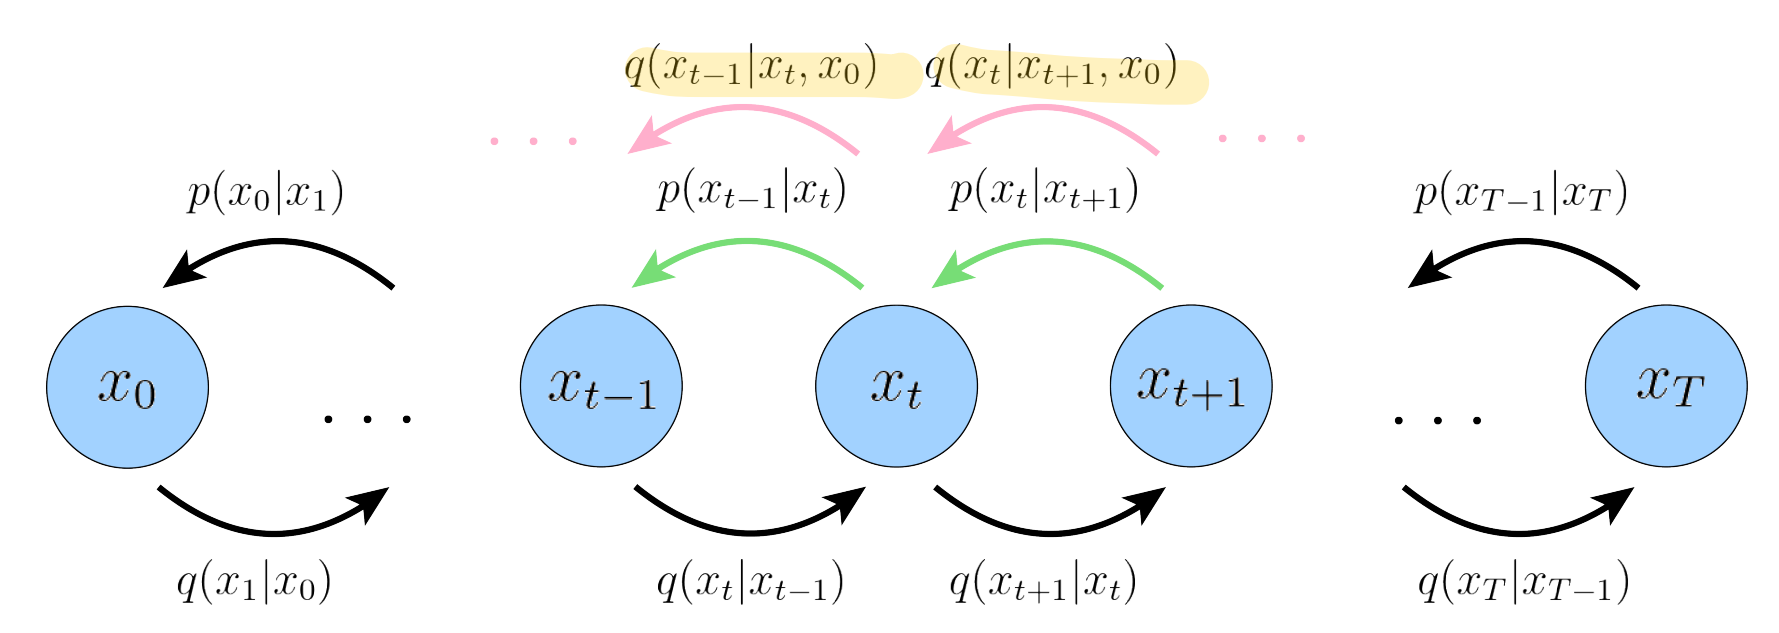 q(x_{t-1}|x_t, x_0) q(x_t|x_{t+1}, x_0)
. . . . . .
p(x_0|x_1) p(x_{t-1}|x_t) p(x_t|x_{t+1}) p(x_{T-1}|x_T)
x_0 . . . x_{t-1} x_t x_{t+1} . . . x_T
q(x_1|x_0) q(x_t|x_{t-1}) q(x_{t+1}|x_t) q(x_T|x_{T-1})